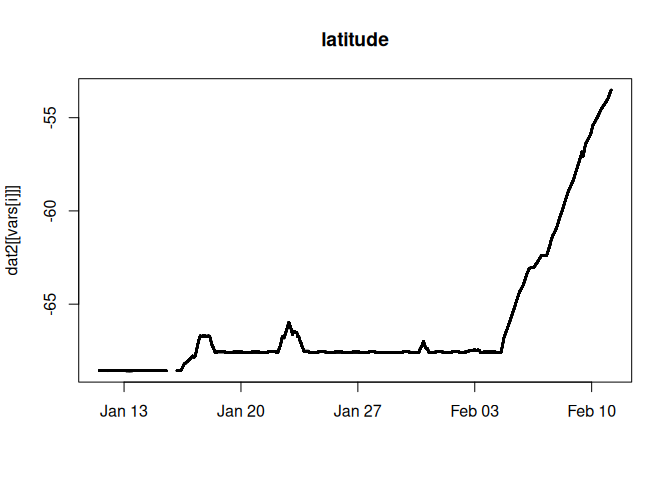 latitude
dat2[[vars[i]]]
-55
-60
-65
Jan 13
Jan 20
Jan 27
Feb 03
Feb 10